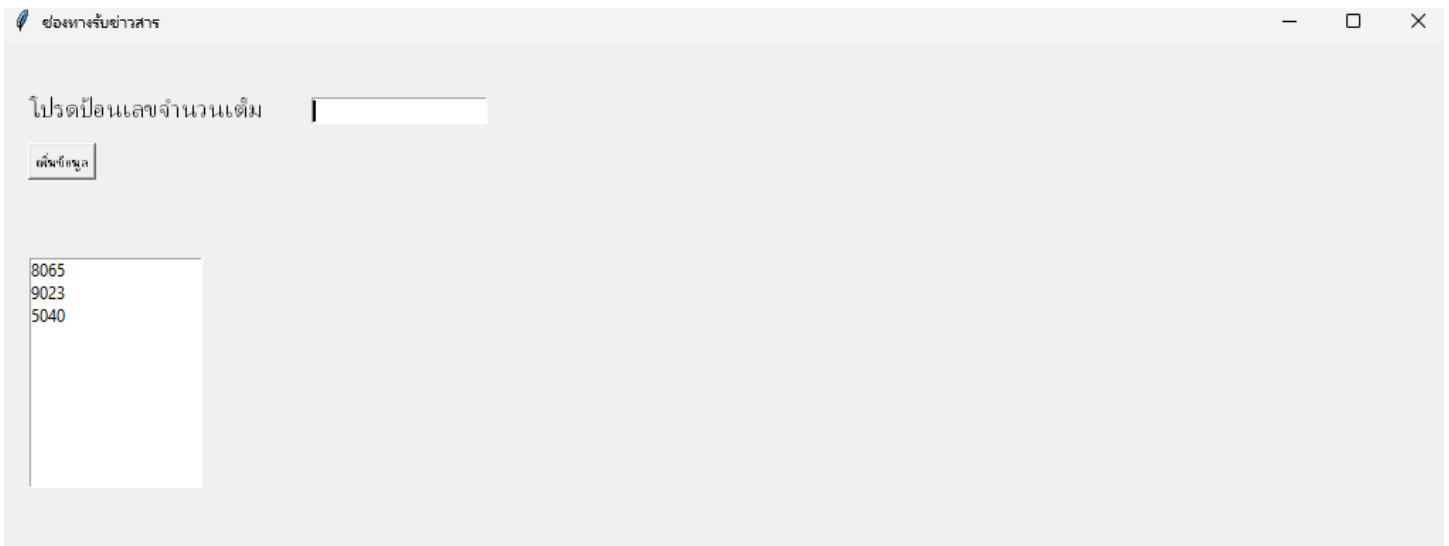 ช่องทางรับข่าวสาร
โปรดป้อนเลขจำนวนเต็ม
เพิ่มข้อมูล
8065
9023
5040